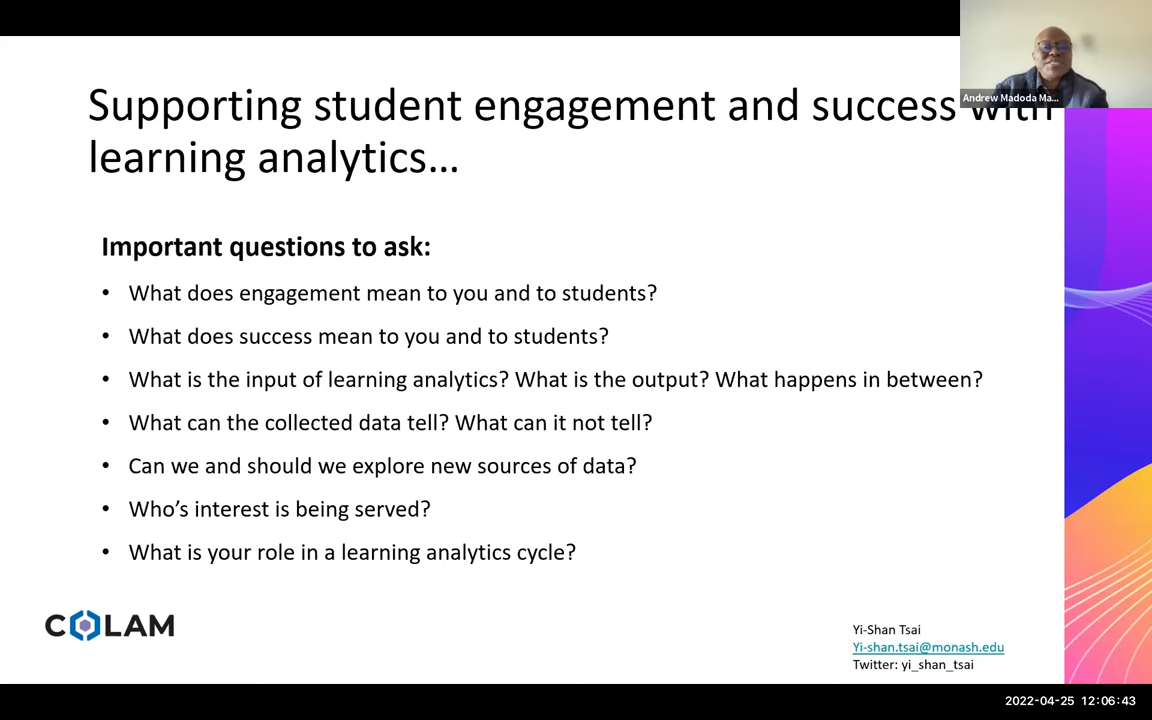 Andrew Madoda Ma...
Supporting student engagement and success with
learning analytics...
Important questions to ask:
• What does engagement mean to you and to students?
• What does success mean to you and to students?
• What is the input of learning analytics? What is the output? What happens in between?
• What can the collected data tell? What can it not tell?
• Can we and should we explore new sources of data?
• Who’s interest is being served?
• What is your role in a learning analytics cycle?
COLAM
Yi-Shan Tsai
Yi-shan.tsai@monash.edu
Twitter: yi_shan_tsai
2022-04-25 12:06:43